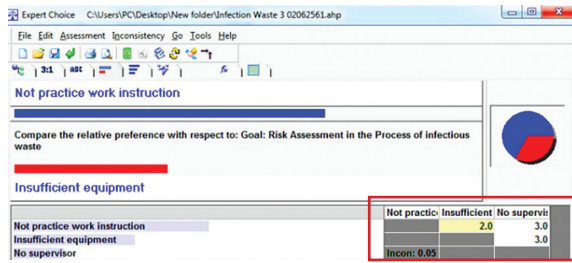 Expert Choice C:\Users\PC\Desktop\New folder\Infection Waste 3 02062561.ahp
File Edit Assessment Inconsistency Go Tools Help
3:1 ABC
Not practice work instruction
Compare the relative preference with respect to: Goal: Risk Assessment in the Process of infectious
waste
Insufficient equipment
Not practic Insufficient No supervis
Not practice work instruction 2.0 3.0
Insufficient equipment 3.0
No supervisor Incon: 0.05